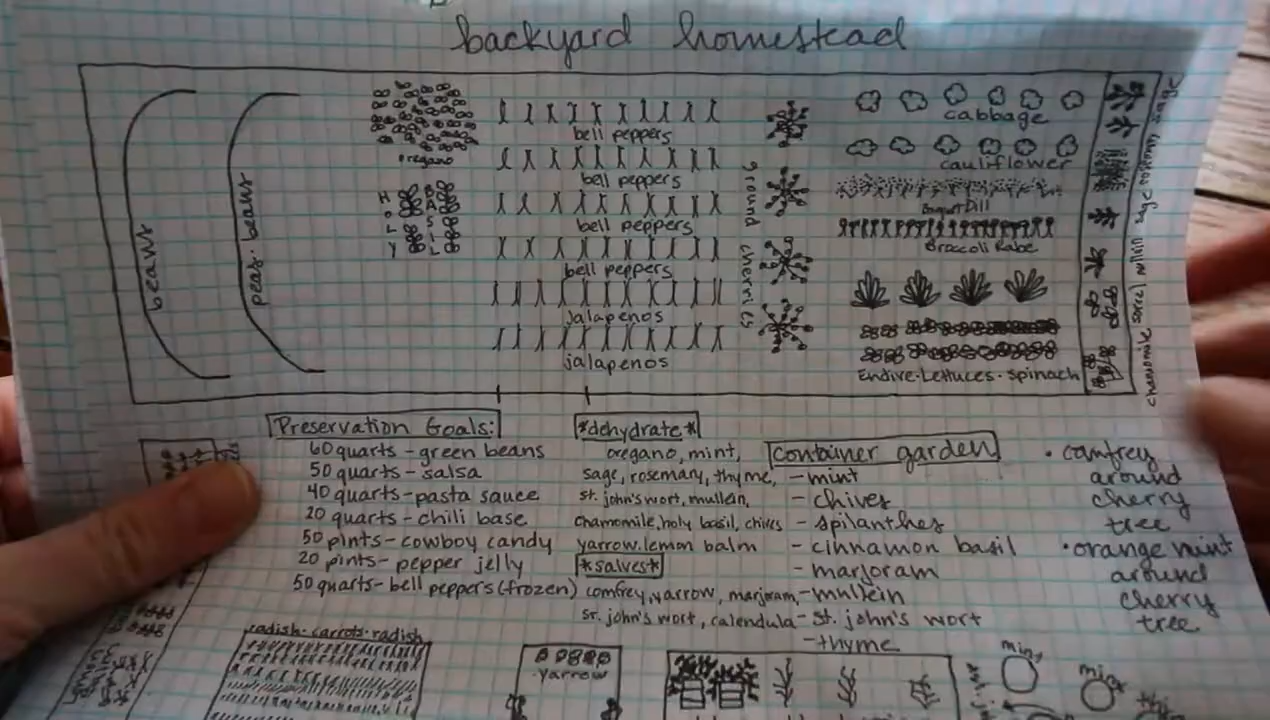 backyard homestead
beans
peas·beans
oregano
HOLY BASIL
bell peppers
bell peppers
bell peppers
bell peppers
jalapenos
jalapenos
ground cherries
cabbage
cauliflower
Dill
Broccoli Rabe
Endive·Lettuces·Spinach
chamomile sorrel mullein sage
Preservation Goals:
60 quarts - green beans
50 quarts - salsa
40 quarts - pasta sauce
20 quarts - chili base
50 pints - cowboy candy
20 pints - pepper jelly
50 quarts - bell peppers (frozen)
*dehydrate*
oregano, mint,
sage, rosemary, thyme,
st. john's wort, mullein,
chamomile, holy basil, chives
yarrow, lemon balm
*salves*
comfrey, yarrow, marjoram,
st. john's wort, calendula
container garden
- mint
- chives
- spilanthes
- cinnamon basil
- marjoram
- mullein
- st. john's wort
- thyme
· comfrey
around
cherry
tree
· orange mint
around
cherry
tree
radish·carrots·radish
yarrow
mint
mint